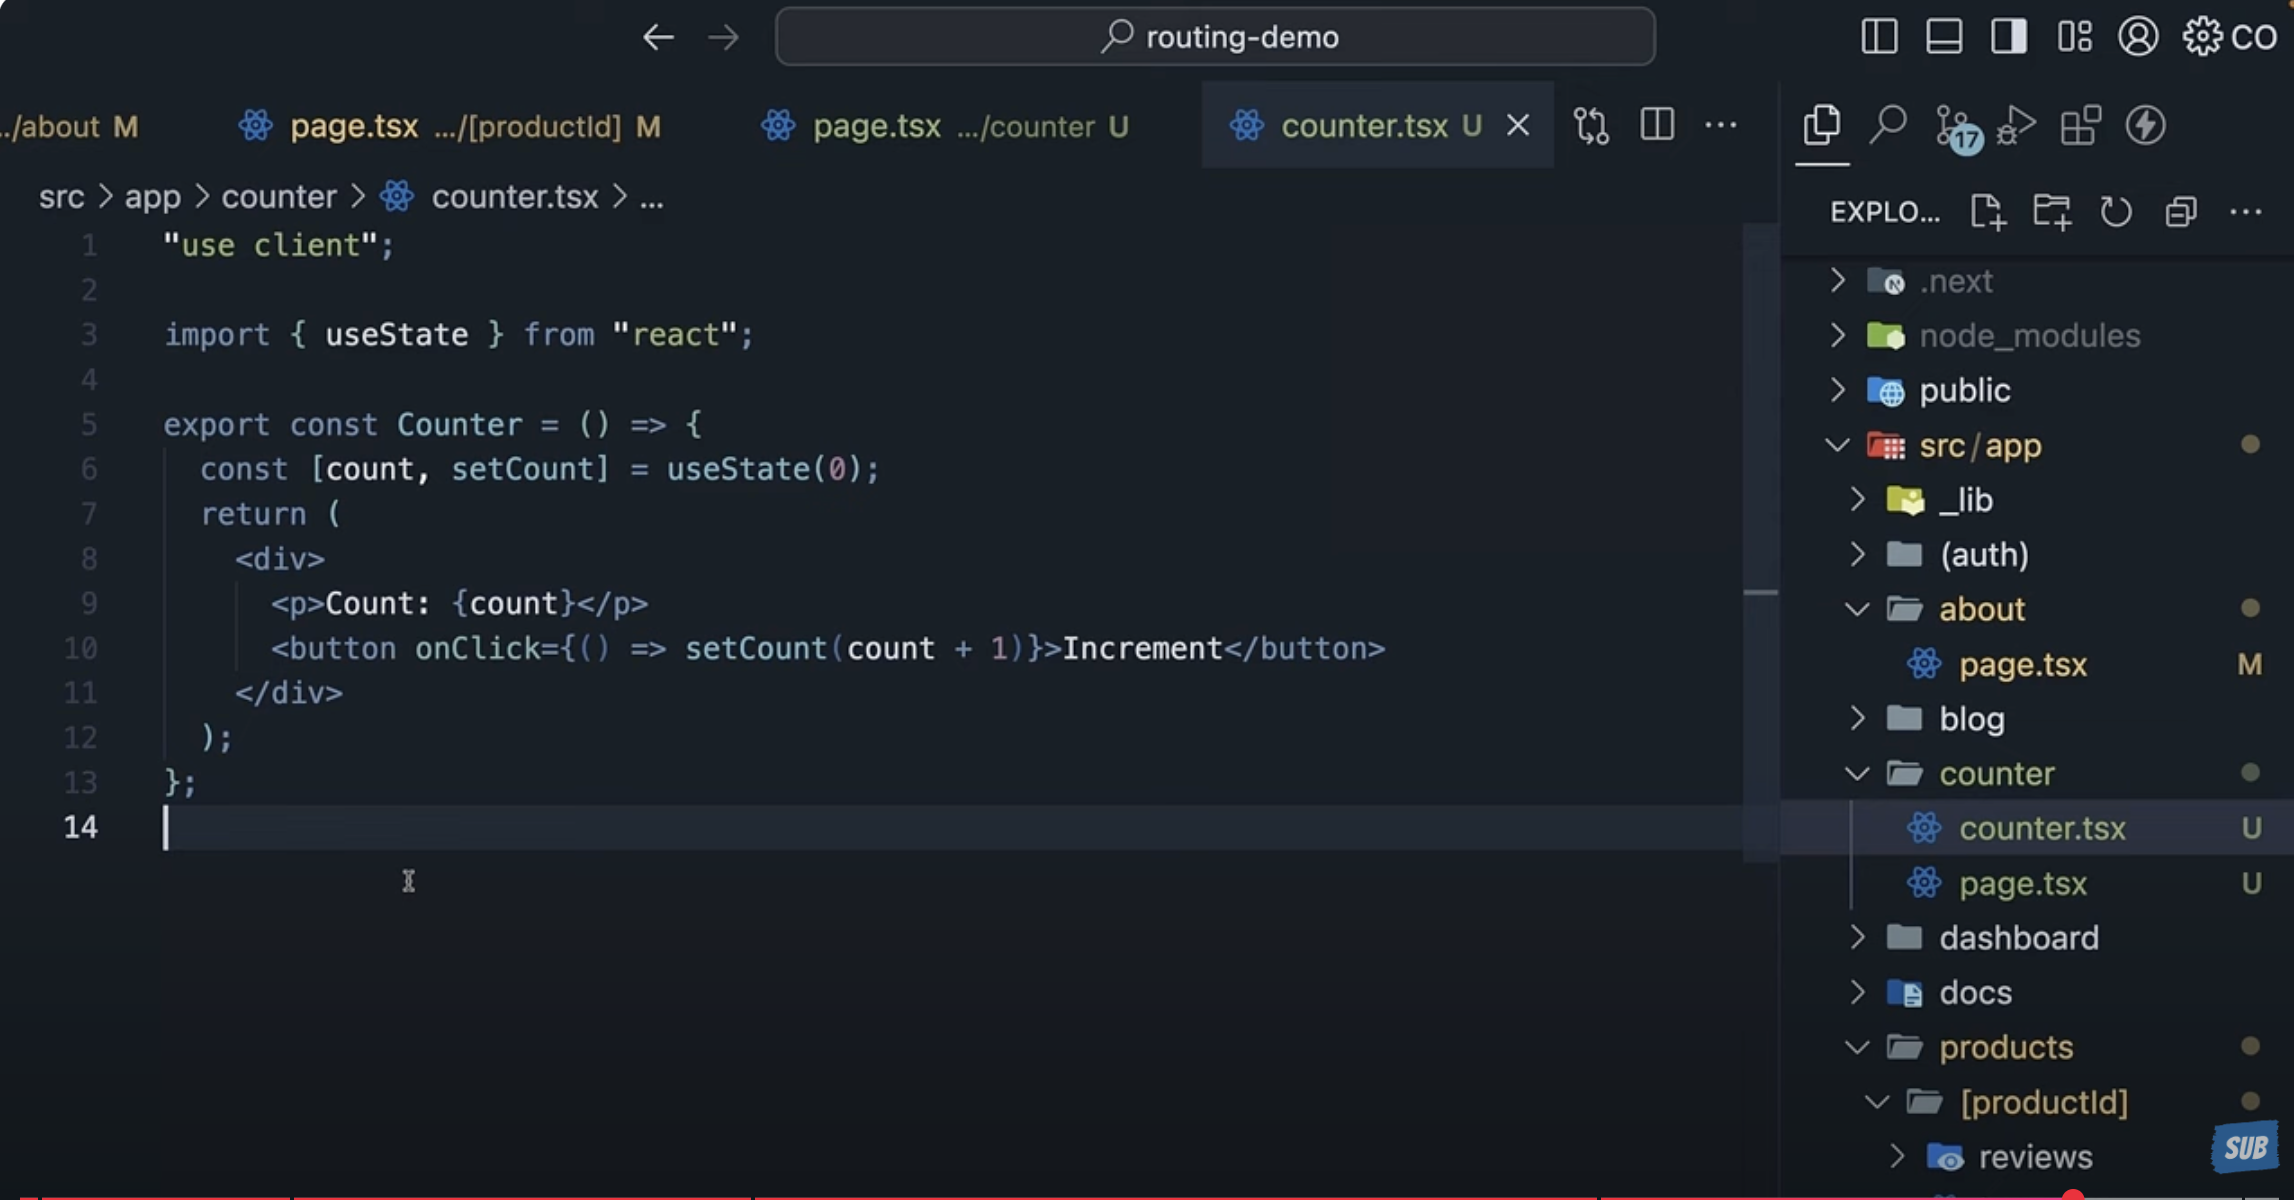 routing-demo
CO
../about M
page.tsx .../[productId] M
page.tsx .../counter U
counter.tsx U
src > app > counter > counter.tsx > ...
1 "use client";
2
3 import { useState } from "react";
4
5 export const Counter = () => {
6 const [count, setCount] = useState(0);
7 return (
8 <div>
9 <p>Count: {count}</p>
10 <button onClick={() => setCount(count + 1)}>Increment</button>
11 </div>
12 );
13 };
14
17
EXPLO...
.next
node_modules
public
src/app
_lib
(auth)
about
page.tsx M
blog
counter
counter.tsx U
page.tsx U
dashboard
docs
products
[productId]
reviews
SUB